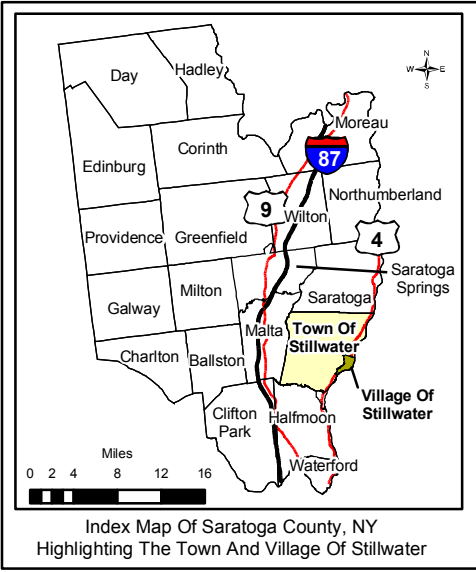 Day
Hadley
N
W
E
S
Moreau
Corinth
87
Edinburg
Northumberland
9
Wilton
4
Providence
Greenfield
Saratoga
Springs
Milton
Saratoga
Galway
Malta
Town Of
Stillwater
Charlton
Ballston
Village Of
Stillwater
Clifton
Park
Halfmoon
Miles
Waterford
0 2 4 8 12 16
Index Map Of Saratoga County, NY
Highlighting The Town And Village Of Stillwater